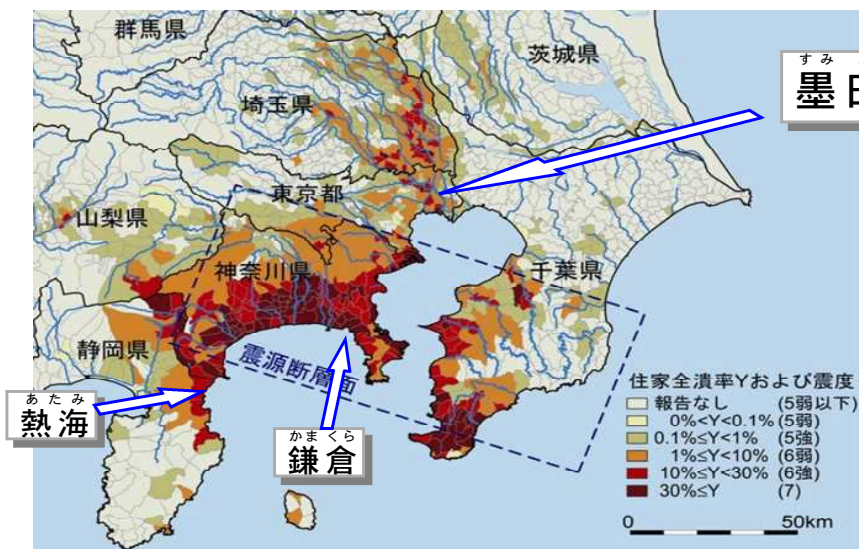 群馬県
茨城県
すみ
墨
埼玉県
東京都
山梨県
神奈川県
千葉県
静岡県
震源断層面
あたみ
熱海
かまくら
鎌倉
住家全潰率Yおよび震度
報告なし (5弱以下)
0%<Y<0.1% (5弱)
0.1%≤Y<1% (5強)
1%≤Y<10% (6弱)
10%≤Y<30% (6強)
30%≤Y (7)
0 50km